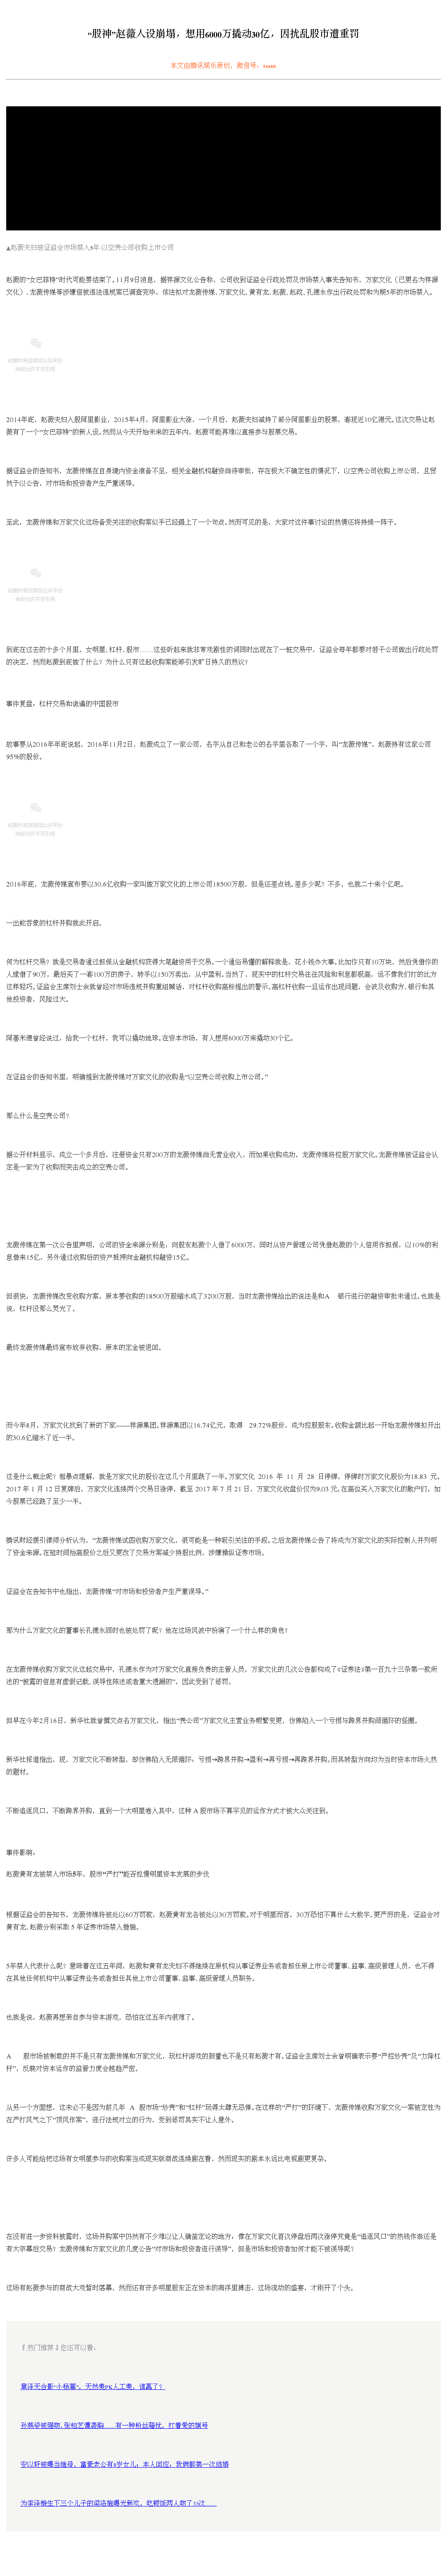 “股神”赵薇人设崩塌，想用6000万撬动30亿，因扰乱股市遭重罚
本文由腾讯娱乐原创，微信号，
▲赵薇夫妇被证监会市场禁入5年 以空壳公司收购上市公司
赵薇的“女巴菲特”时代可能要结束了。11月9日消息，据祥源文化公告称，公司收到证监会行政处罚及市场禁入事先告知书，万家文化（已更名为祥源
文化）、龙薇传媒等涉嫌信披违法违规案已调查完毕，依法拟对龙薇传媒、万家文化、黄有龙、赵薇、赵政、孔德永作出行政处罚和为期5年的市场禁入。
此图片来自微信公众平台
未经允许不可引用
2014年底，赵薇夫妇入股阿里影业，2015年4月，阿里影业大涨，一个月后，赵薇夫妇减持了部分阿里影业的股票，套现近10亿港元。这次交易让赵
薇有了一个“女巴菲特”的新人设。然而从今天开始未来的五年内，赵薇可能再难以直接参与股票交易。
据证监会的告知书，龙薇传媒在自身境内资金准备不足，相关金融机构融资尚待审批，存在极大不确定性的情况下，以空壳公司收购上市公司，且贸
然予以公告，对市场和投资者产生严重误导。
至此，龙薇传媒和万家文化这场备受关注的收购案似乎已经画上了一个句点。然而可见的是，大家对这件事讨论的热情还将持续一阵子。
此图片来自微信公众平台
未经允许不可引用
到底在过去的十多个月里，女明星、杠杆、股市……这些听起来就非常戏剧性的词同时出现在了一桩交易中，证监会每年都要对若干公司做出行政处罚
的决定，然而赵薇到底做了什么？为什么只有这起收购案能够引发旷日持久的热议？
事件复盘，杠杆交易和诡谲的中国股市
故事要从2016年年底说起。2016年11月2日，赵薇成立了一家公司，名字从自己和老公的名字里各取了一个字，叫“龙薇传媒”，赵薇持有这家公司
95%的股份。
此图片来自微信公众平台
未经允许不可引用
2016年底，龙薇传媒宣布要以30.6亿收购一家叫做万家文化的上市公司18500万股，但是还差点钱。差多少呢？不多，也就二十来个亿吧。
一出蛇吞象的杠杆并购就此开启。
何为杠杆交易？就是交易者通过担保从金融机构获得大笔融资用于交易。一个通俗易懂的解释就是，花小钱办大事。比如你只有10万块，然后凭借你的
人缘借了90万，最后买了一套100万的房子，转手以150万卖出，从中盈利。当然了，现实中的杠杆交易往往风险和利息都很高，远不像我们打的比方
这样轻巧。证监会主席刘士余就曾经对市场违规并购重组喊话，对杠杆收购高标提出的警示。高杠杆收购一旦运作出现问题，会波及收购方、银行和其
他投资者，风险过大。
阿基米德曾经说过，给我一个杠杆，我可以撬动地球。在资本市场，有人想用6000万来撬动30个亿。
在证监会的告知书里，明确提到龙薇传媒对万家文化的收购是“以空壳公司收购上市公司。”
那么什么是空壳公司？
据公开材料显示，成立一个多月后，注册资金只有200万的龙薇传媒尚无营业收入，而如果收购成功，龙薇传媒将控股万家文化。龙薇传媒被证监会认
定是一家为了收购而突击成立的空壳公司。
龙薇传媒在第一次公告里声明，公司的资金来源分别是，向股东赵薇个人借了6000万，同时从资产管理公司凭借赵薇的个人信用作担保，以10%的利
息借来15亿，另外通过收购后的资产抵押向金融机构融资15亿。
但很快，龙薇传媒改变收购方案，原本要收购的18500万股缩水成了3200万股，当时龙薇传媒给出的说法是和A 银行进行的融资审批未通过。也就是
说，杠杆没那么灵光了。
最终龙薇传媒最终宣布放弃收购，原本的定金被退回。
而今年8月，万家文化找到了新的下家——祥源集团。祥源集团以16.74亿元，取得 29.72%股份，成为控股股东。收购金额比起一开始龙薇传媒拟开出
的30.6亿缩水了近一半。
这是什么概念呢？粗暴点理解，就是万家文化的股价在这几个月里跌了一半。万家文化 2016 年 11 月 28 日停牌，停牌时万家文化股价为18.83 元。
2017 年 1 月 12 日复牌后，万家文化连续两个交易日涨停，截至 2017 年 7 月 21 日，万家文化收盘价仅为9.03 元。在高位买入万家文化的散户们，如
今股票已经跌了至少一半。
腾讯财经援引律师分析认为，“龙薇传媒试图收购万家文化，很可能是一种吸引关注的手段。之后龙薇传媒公告了将成为万家文化的实际控制人并列明
了资金来源。在短时间抬高股价之后又更改了交易方案减少持股比例，涉嫌操纵证券市场。
证监会在告知书中也指出，龙薇传媒“对市场和投资者产生严重误导。”
那为什么万家文化的董事长孔德永同时也被处罚了呢？他在这场风波中扮演了一个什么样的角色？
在龙薇传媒收购万家文化这起交易中，孔德永作为对万家文化直接负责的主管人员，万家文化的几次公告都构成了《证券法》第一百九十三条第一款所
述的“披露的信息有虚假记载、误导性陈述或者重大遗漏的”，因此受到了惩罚。
但早在今年2月16日，新华社就曾撰文点名万家文化，指出“壳公司”万家文化主营业务频繁变更，仿佛陷入一个亏损与跨界并购间循环的怪圈。
新华社报道指出，现，万家文化不断转型，却仿佛陷入无限循环，亏损→跨界并购→盈利→再亏损→再跨界并购。而其转型方向均为当时资本市场火热
的题材。
不断追逐风口，不断跨界并购，直到一个大明星卷入其中，这种 A 股市场不算罕见的运作方式才被大众关注到。
事件影响，
赵薇黄有龙被禁入市场5年，股市“严打”能否拉慢明星资本发展的步伐
根据证监会的告知书，龙薇传媒将被处以60万罚款，赵薇黄有龙各被处以30万罚款。对于明星而言，30万恐怕不算什么大数字。更严厉的是，证监会对
黄有龙、赵薇分别采取 5 年证券市场禁入措施。
5年禁入代表什么呢？意味着在这五年间，赵薇和黄有龙夫妇不得继续在原机构从事证券业务或者担任原上市公司董事、监事、高级管理人员，也不得
在其他任何机构中从事证券业务或者担任其他上市公司董事、监事、高级管理人员职务。
也就是说，赵薇再想亲自参与资本游戏，恐怕在这五年内很难了。
A 股市场被制裁的并不是只有龙薇传媒和万家文化，玩杠杆游戏的胆量也不是只有赵薇才有。证监会主席刘士余曾明确表示要“严控炒壳”及“力降杠
杆”，反映对资本运作的监管力度会越趋严密。
从另一个方面想，这未必不是因为前几年 A 股市场“炒壳”和“杠杆”玩得太肆无忌惮。在这样的“严打”的环境下，龙薇传媒收购万家文化一案被定性为
在严打风气之下“顶风作案”，进行法规对立的行为，受到惩罚其实不让人意外。
许多人可能给把这场有女明星参与的收购案当成现实版商战连续剧在看，然而现实的剧本永远比电视剧更复杂。
在没有进一步资料披露时，这场并购案中仍然有不少难以让人确凿定论的地方，像在万家文化首次停盘后两次涨停究竟是“追逐风口”的热钱作祟还是
有大宗幕后交易？龙薇传媒和万家文化的几度公告“对市场和投资者进行误导”，但是市场和投资者如何才能不被误导呢？
这场有赵薇参与的商战大戏暂时落幕，然而还有许多明星股东正在资本的海洋里搏击，这场流动的盛宴，才刚开了个头。
『热门推荐』您还可以看，
章泽天合影“小杨幂”，天然美PK人工美，谁赢了？
孙燕姿被强吻、张柏芝遭袭胸……有一种粉丝骚扰，打着爱的旗号
安以轩被曝当继母，富豪老公有8岁女儿，本人回应，我俩都第一次结婚
为李泽楷生下三个儿子的梁洛施曝光新欢，吃顿饭两人吻了33次……